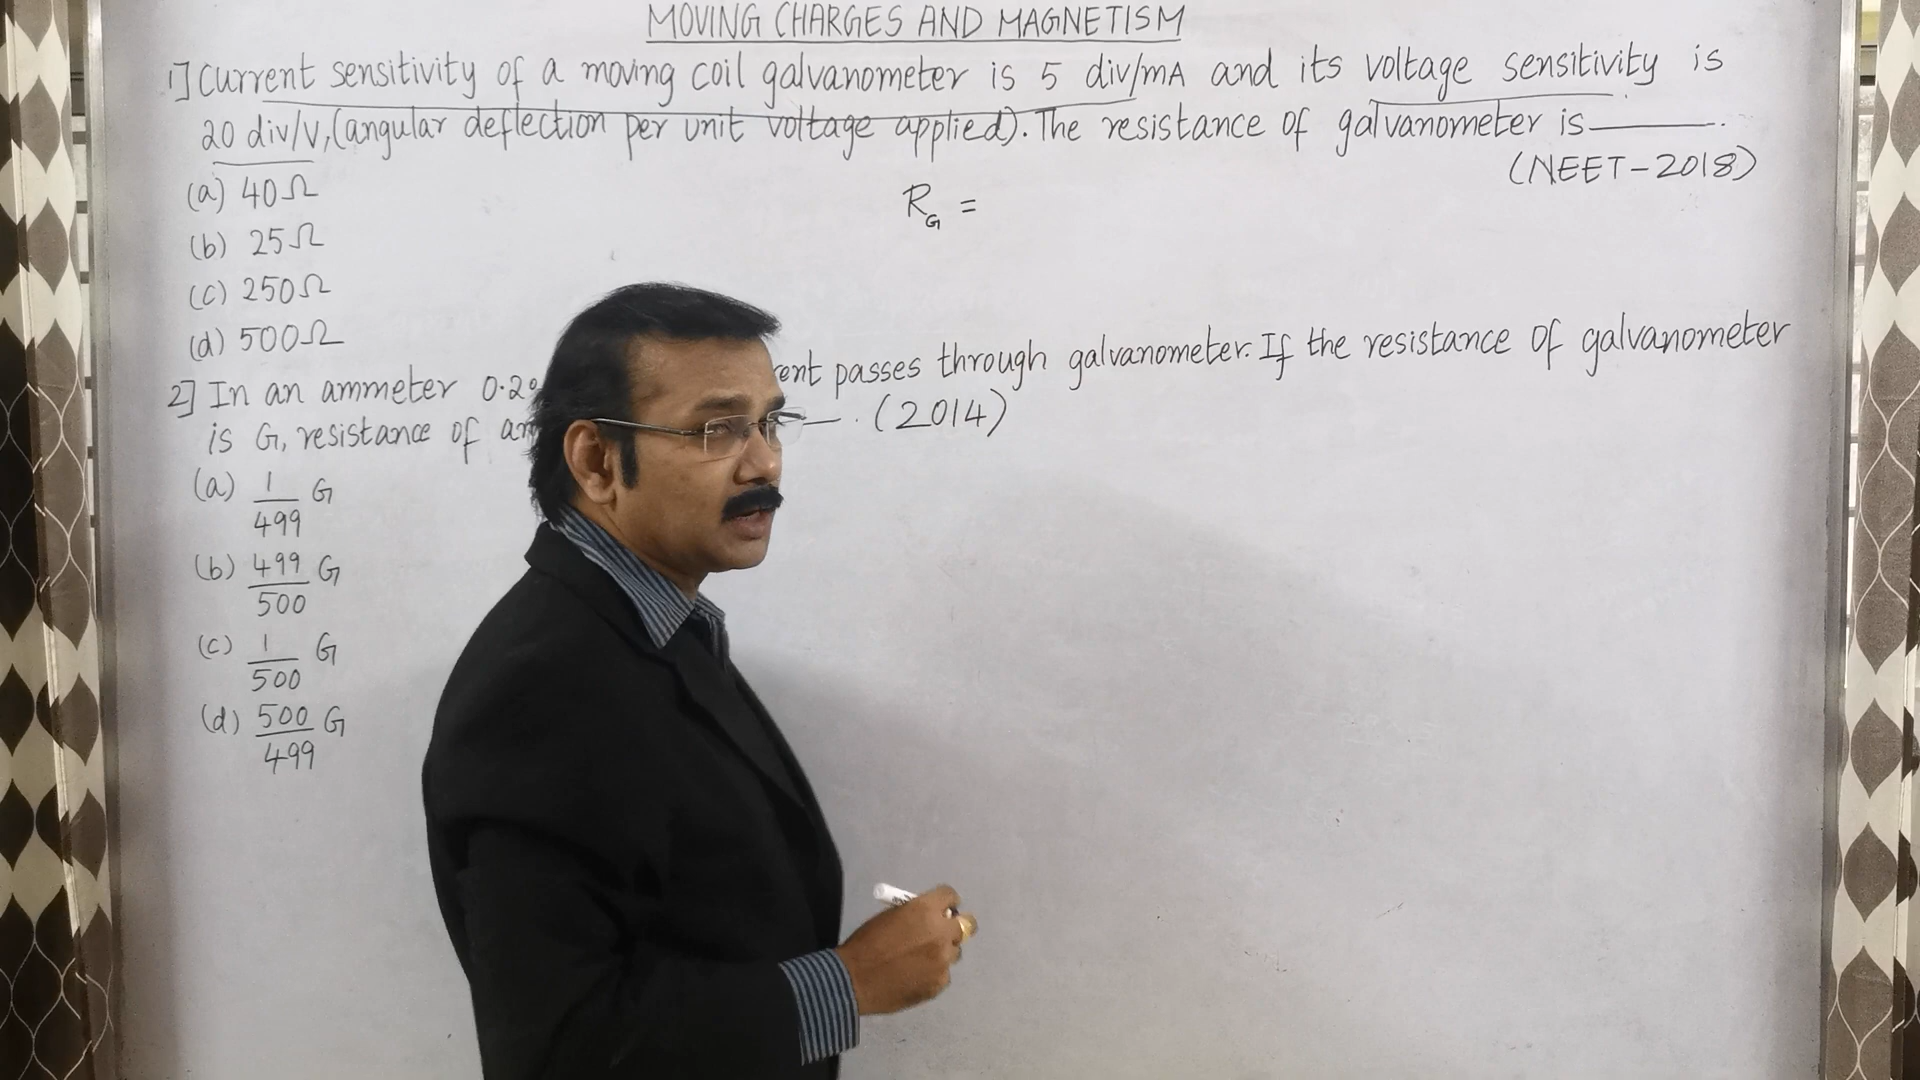 MOVING CHARGES AND MAGNETISM
1] Current sensitivity of a moving coil galvanometer is 5 div/mA and its voltage sensitivity is
20 div/V,(angular deflection per unit voltage applied). The resistance of galvanometer is______.
(NEET-2018)
(a) 40Ω
R_G =
(b) 25Ω
(c) 250Ω
(d) 500Ω
2] In an ammeter 0.2 passes through galvanometer. If the resistance of galvanometer
is G, resistance of . (2014)
(a) 1/499 G
(b) 499/500 G
(c) 1/500 G
(d) 500/499 G